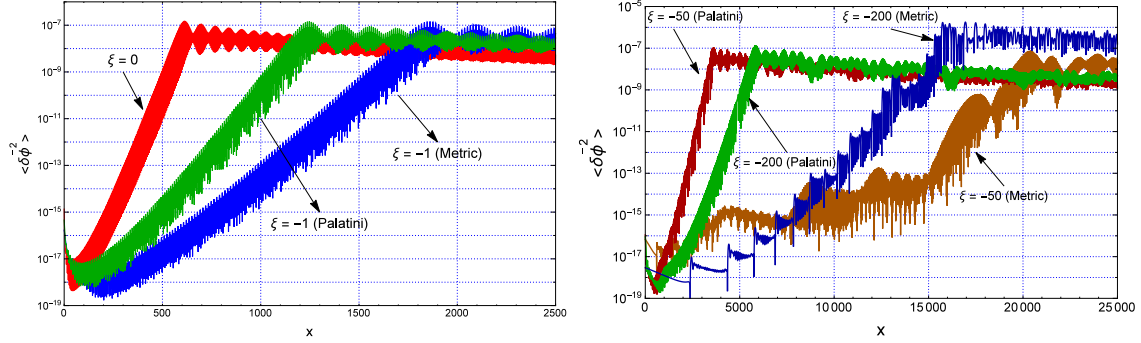 10⁻⁷
10⁻⁹
10⁻¹¹
10⁻¹³
10⁻¹⁵
10⁻¹⁷
10⁻¹⁹
<δϕ̄²>
ξ = 0
ξ = −1 (Metric)
ξ = −1 (Palatini)
0 500 1000 1500 2000 2500
x
10⁻⁵
10⁻⁷
10⁻⁹
10⁻¹¹
10⁻¹³
10⁻¹⁵
10⁻¹⁷
10⁻¹⁹
<δϕ̄²>
ξ = −50 (Palatini)
ξ = −200 (Metric)
ξ = −200 (Palatini)
ξ = −50 (Metric)
0 5000 10 000 15 000 20 000 25 000
x